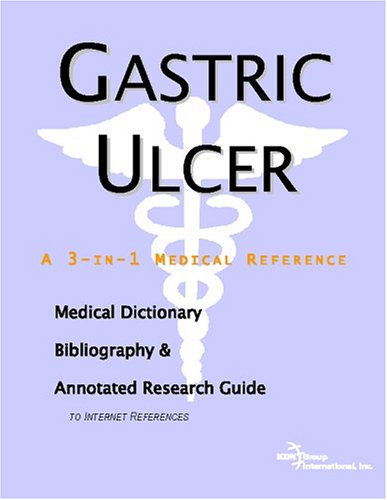 GASTRIC
ULCER
A 3-IN-1 MEDICAL REFERENCE
Medical Dictionary
Bibliography &
Annotated Research Guide
TO INTERNET REFERENCES
ICON Group
International, Inc.